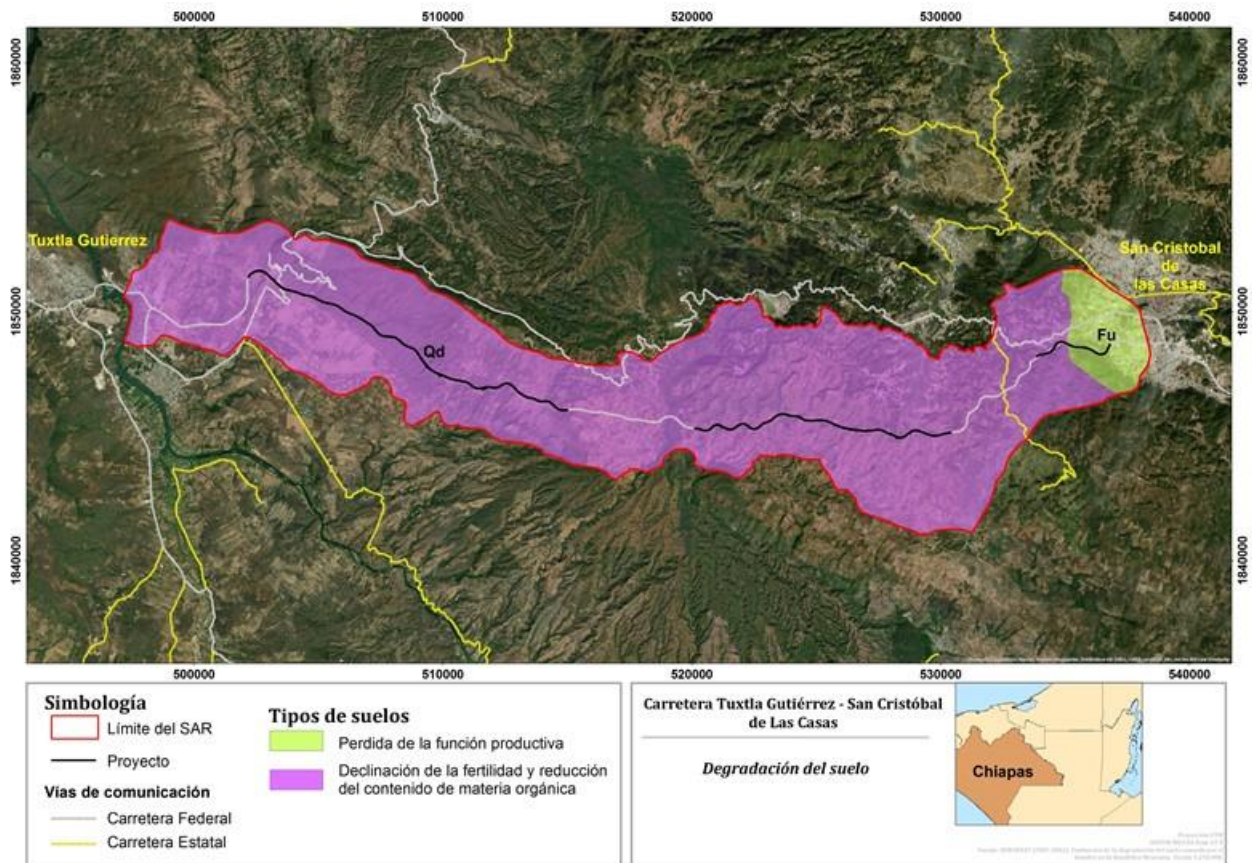 500000 510000 520000 530000 540000
1860000 1860000
Tuxtla Gutierrez
San Cristobal
de
las Casas
1850000 1850000
Qd
Fu
1840000 1840000
500000 510000 520000 530000 540000
Simbología
Límite del SAR
Proyecto
Vías de comunicación
Carretera Federal
Carretera Estatal
Tipos de suelos
Perdida de la función productiva
Declinación de la fertilidad y reducción
del contenido de materia orgánica
Carretera Tuxtla Gutiérrez - San Cristóbal
de Las Casas
Degradación del suelo
Chiapas